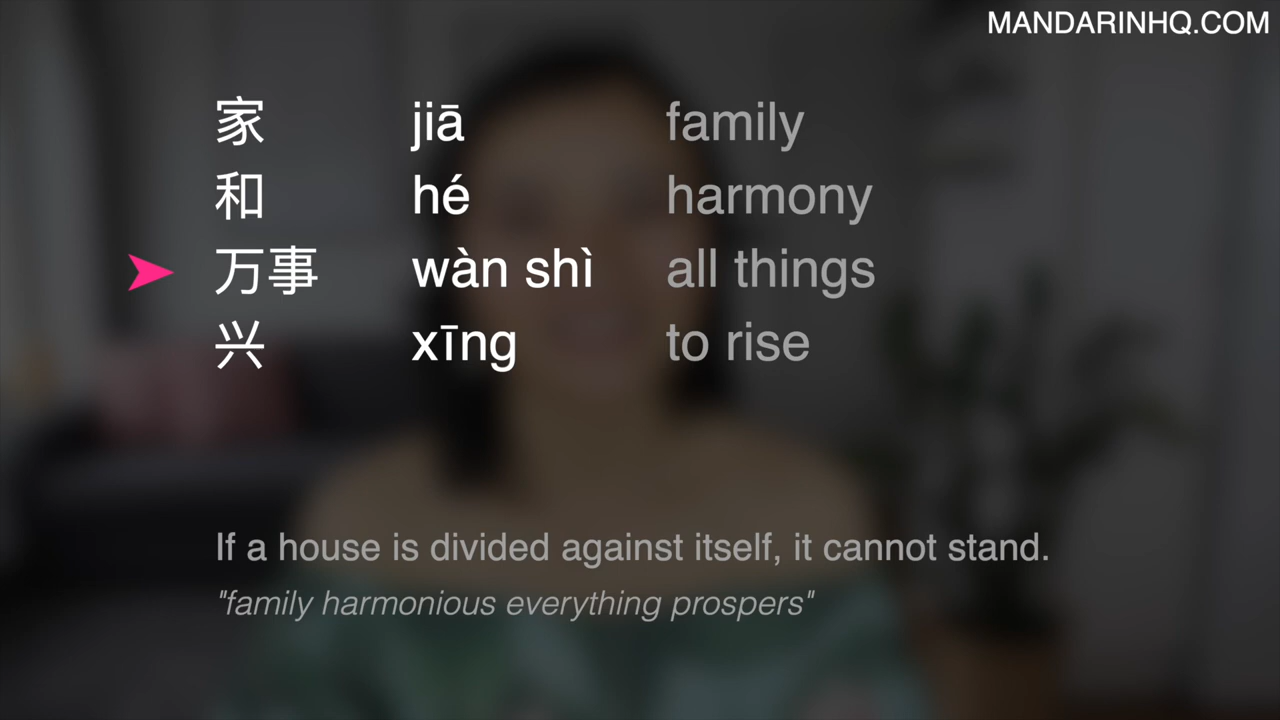 MANDARINHQ.COM
家 jiā family
和 hé harmony
万事 wàn shì all things
兴 xīng to rise
If a house is divided against itself, it cannot stand.
"family harmonious everything prospers"